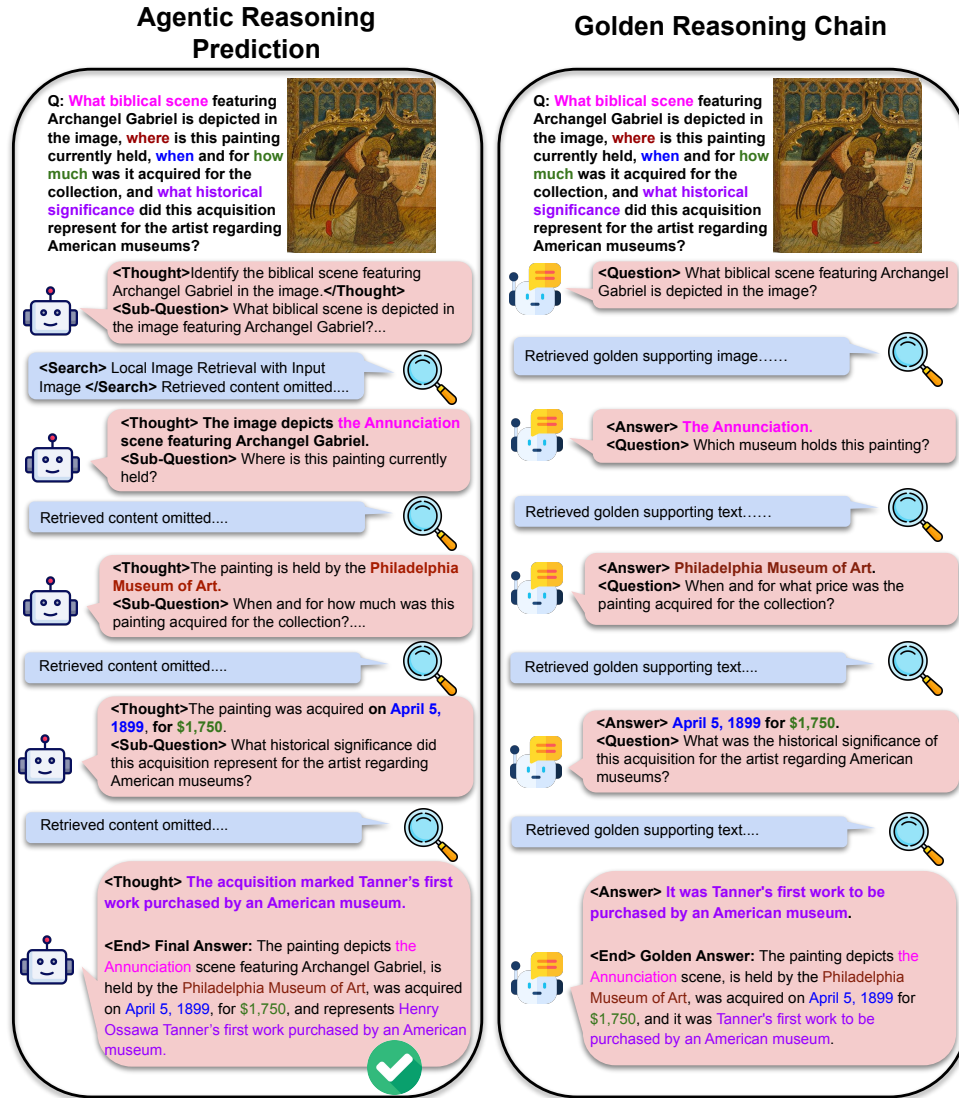 Agentic Reasoning
Prediction
Q: What biblical scene featuring
Archangel Gabriel is depicted in
the image, where is this painting
currently held, when and for how
much was it acquired for the
collection, and what historical
significance did this acquisition
represent for the artist regarding
American museums?
<Thought>Identify the biblical scene featuring
Archangel Gabriel in the image.</Thought>
<Sub-Question> What biblical scene is depicted in
the image featuring Archangel Gabriel?...
<Search> Local Image Retrieval with Input
Image </Search> Retrieved content omitted....
<Thought> The image depicts the Annunciation
scene featuring Archangel Gabriel.
<Sub-Question> Where is this painting currently
held?
Retrieved content omitted....
<Thought>The painting is held by the Philadelphia
Museum of Art.
<Sub-Question> When and for how much was this
painting acquired for the collection?....
Retrieved content omitted....
<Thought>The painting was acquired on April 5,
1899, for $1,750.
<Sub-Question> What historical significance did
this acquisition represent for the artist regarding
American museums?
Retrieved content omitted....
<Thought> The acquisition marked Tanner's first
work purchased by an American museum.
<End> Final Answer: The painting depicts the
Annunciation scene featuring Archangel Gabriel, is
held by the Philadelphia Museum of Art, was acquired
on April 5, 1899, for $1,750, and represents Henry
Ossawa Tanner's first work purchased by an American
museum.
Golden Reasoning Chain
Q: What biblical scene featuring
Archangel Gabriel is depicted in
the image, where is this painting
currently held, when and for how
much was it acquired for the
collection, and what historical
significance did this acquisition
represent for the artist regarding
American museums?
<Question> What biblical scene featuring Archangel
Gabriel is depicted in the image?
Retrieved golden supporting image......
<Answer> The Annunciation.
<Question> Which museum holds this painting?
Retrieved golden supporting text......
<Answer> Philadelphia Museum of Art.
<Question> When and for what price was the
painting acquired for the collection?
Retrieved golden supporting text....
<Answer> April 5, 1899 for $1,750.
<Question> What was the historical significance of
this acquisition for the artist regarding American
museums?
Retrieved golden supporting text....
<Answer> It was Tanner's first work to be
purchased by an American museum.
<End> Golden Answer: The painting depicts
the Annunciation scene, is held by the Philadelphia
Museum of Art, was acquired on April 5, 1899 for
$1,750, and it was Tanner's first work to be
purchased by an American museum.